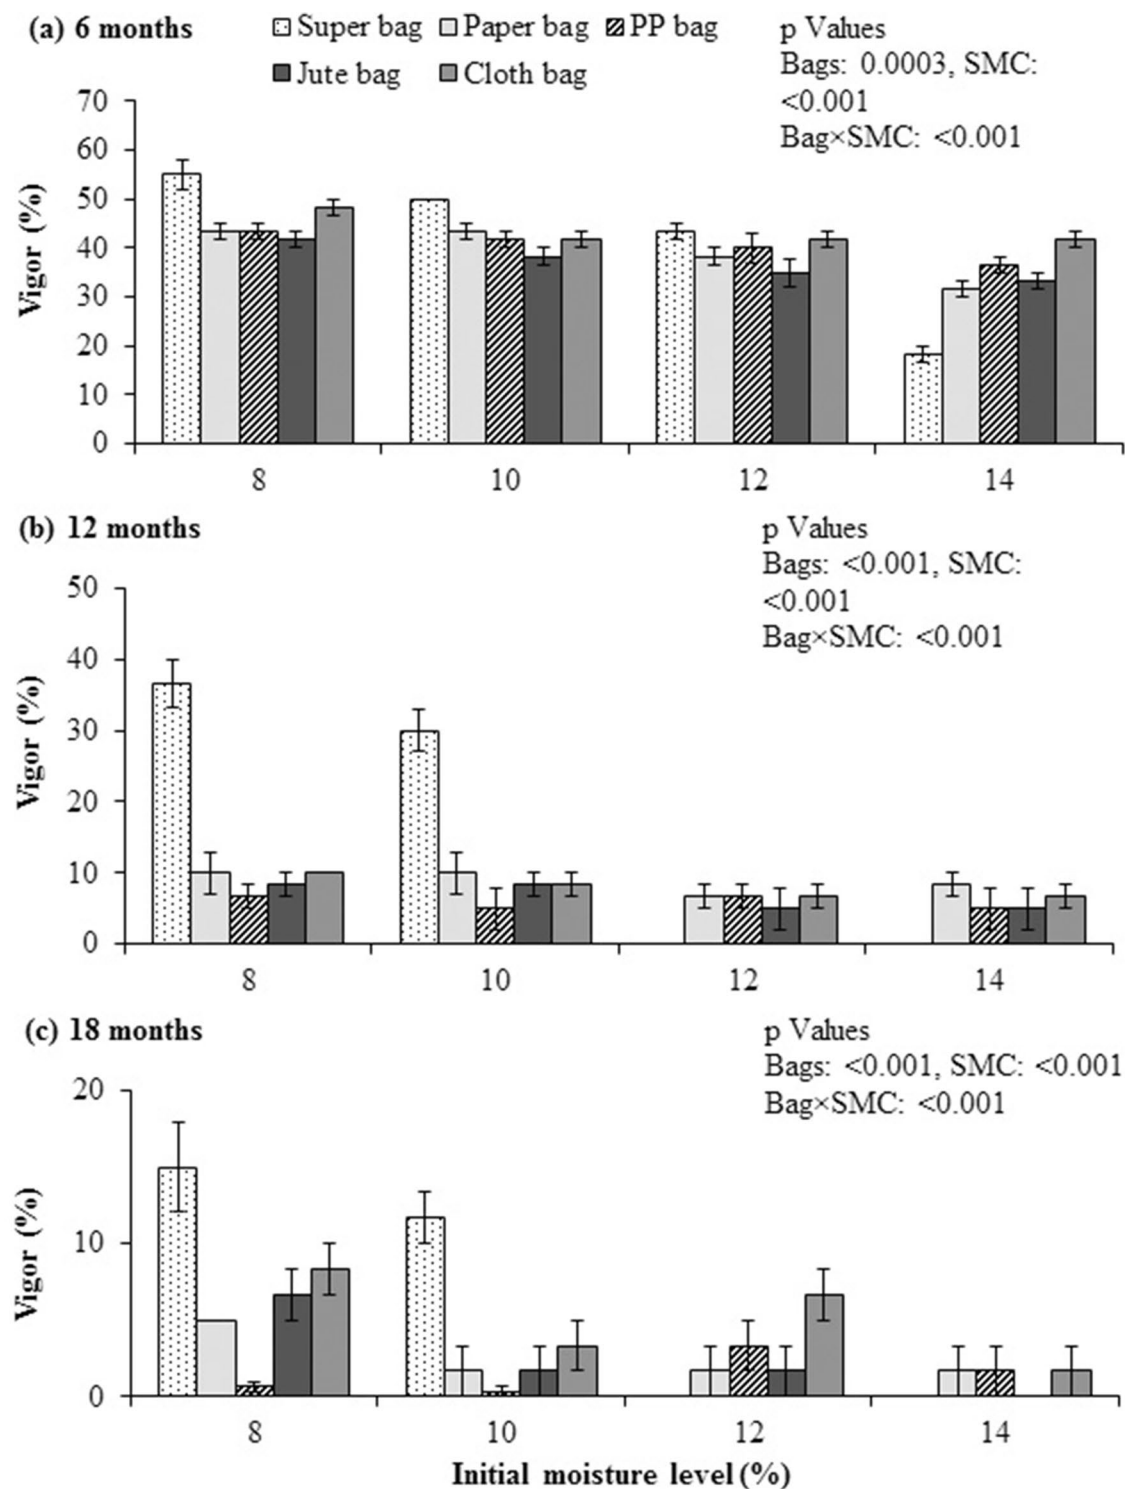 (a) 6 months
Super bag Paper bag PP bag
Jute bag Cloth bag
p Values
Bags: 0.0003, SMC:
<0.001
Bag×SMC: <0.001
Vigor (%)
70
60
50
40
30
20
10
0
8 10 12 14
(b) 12 months
p Values
Bags: <0.001, SMC:
<0.001
Bag×SMC: <0.001
Vigor (%)
50
40
30
20
10
0
8 10 12 14
(c) 18 months
p Values
Bags: <0.001, SMC: <0.001
Bag×SMC: <0.001
Vigor (%)
20
10
0
8 10 12 14
Initial moisture level (%)